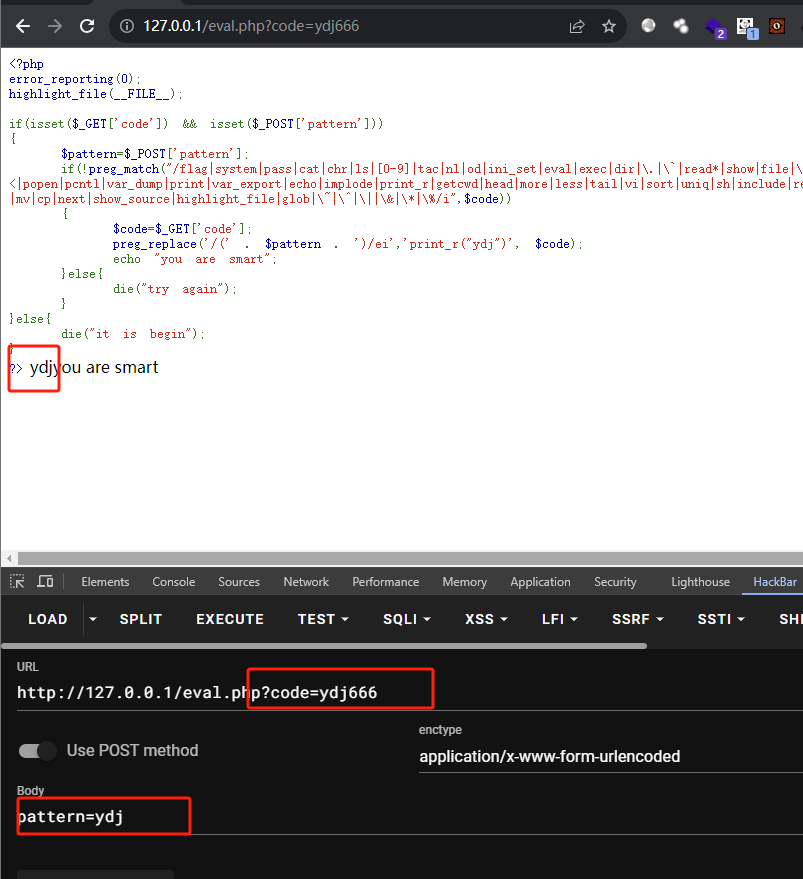 127.0.0.1/eval.php?code=ydj666
2
1
<?php
error_reporting(0);
highlight_file(__FILE__);
if(isset($_GET['code']) && isset($_POST['pattern']))
{
$pattern=$_POST['pattern'];
if(!preg_match("/flag|system|pass|cat|chr|ls|[0-9]|tac|nl|od|ini_set|eval|exec|dir|\.|\`|read*|show|file|\
<|popen|pcntl|var_dump|print|var_export|echo|implode|print_r|getcwd|head|more|less|tail|vi|sort|uniq|sh|include|re
|mv|cp|next|show_source|highlight_file|glob|\~|\^|\||\&|\*|\%/i",$code))
{
$code=$_GET['code'];
preg_replace('/(' . $pattern . ')/ei','print_r("ydj")', $code);
echo "you are smart";
}else{
die("try again");
}
}else{
die("it is begin");
}
?> ydjyou are smart
Elements Console Sources Network Performance Memory Application Security Lighthouse HackBar
LOAD SPLIT EXECUTE TEST SQLI XSS LFI SSRF SSTI SH
URL
http://127.0.0.1/eval.php?code=ydj666
Use POST method
enctype
application/x-www-form-urlencoded
Body
pattern=ydj